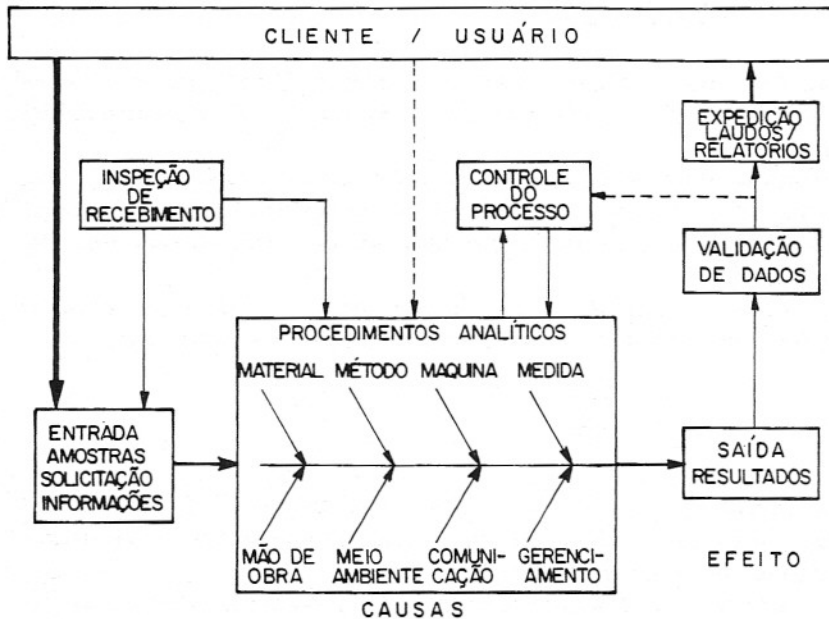 CLIENTE / USUÁRIO
EXPEDIÇÃO
LAUDOS/
RELATÓRIOS
INSPEÇÃO
DE
RECEBIMENTO
CONTROLE
DO
PROCESSO
VALIDAÇÃO
DE DADOS
PROCEDIMENTOS ANALÍTICOS
MATERIAL MÉTODO MAQUINA MEDIDA
ENTRADA
AMOSTRAS
SOLICITAÇÃO
INFORMAÇÕES
SAÍDA
RESULTADOS
MÃO DE
OBRA
MEIO
AMBIENTE
COMUNI-
CAÇÃO
GERENCI-
AMENTO
EFEITO
CAUSAS